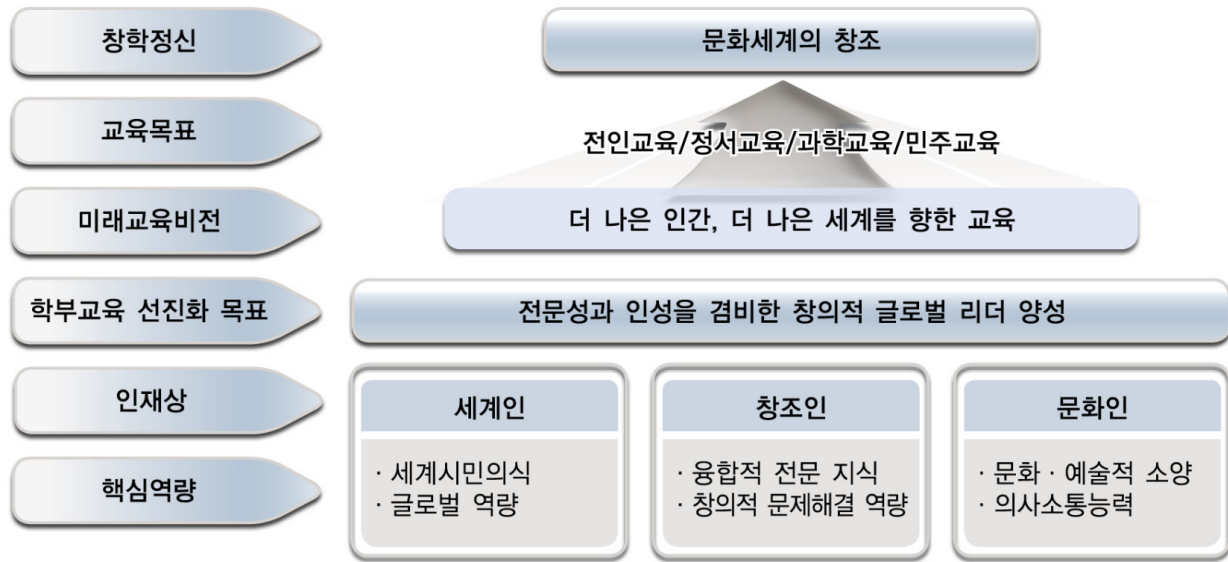 창학정신
문화세계의 창조
교육목표
전인교육/정서교육/과학교육/민주교육
미래교육비전
더 나은 인간, 더 나은 세계를 향한 교육
학부교육 선진화 목표
전문성과 인성을 겸비한 창의적 글로벌 리더 양성
인재상
세계인
창조인
문화인
핵심역량
· 세계시민의식
· 글로벌 역량
· 융합적 전문 지식
· 창의적 문제해결 역량
· 문화 · 예술적 소양
· 의사소통능력